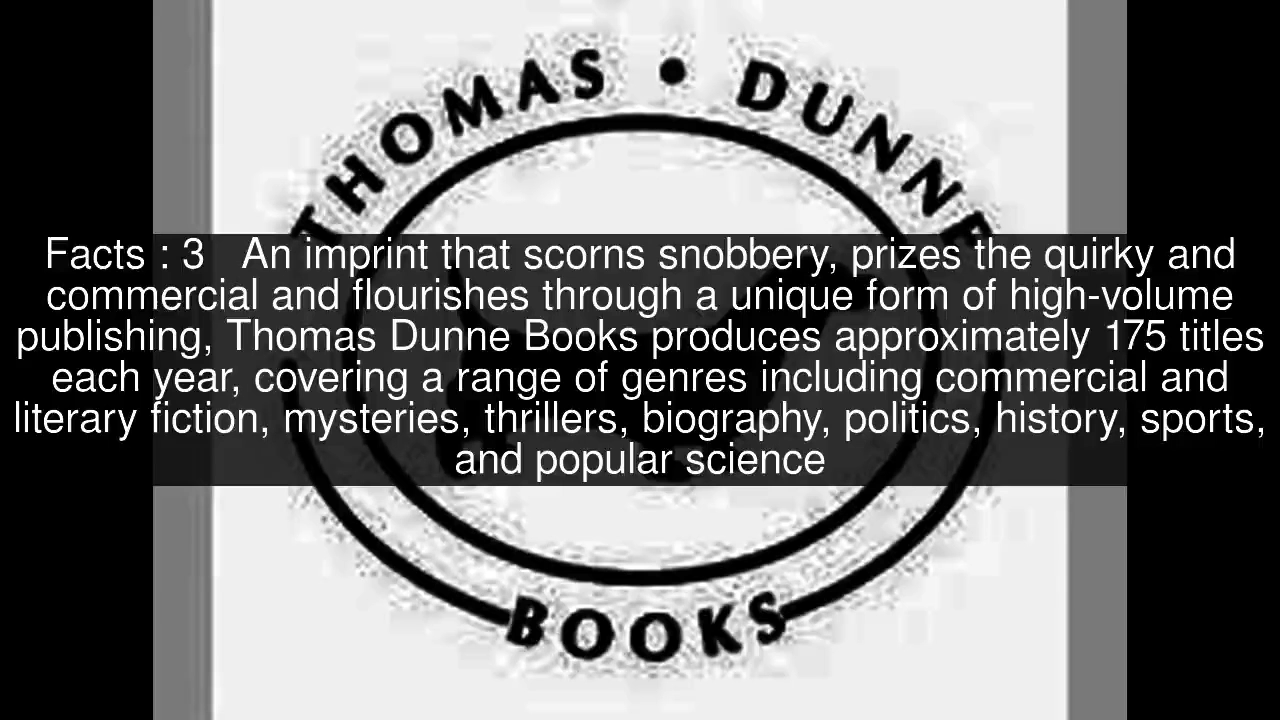 THOMAS • DUNNE
Facts : 3   An imprint that scorns snobbery, prizes the quirky and
commercial and flourishes through a unique form of high-volume
publishing, Thomas Dunne Books produces approximately 175 titles
each year, covering a range of genres including commercial and
literary fiction, mysteries, thrillers, biography, politics, history, sports,
and popular science
BOOKS